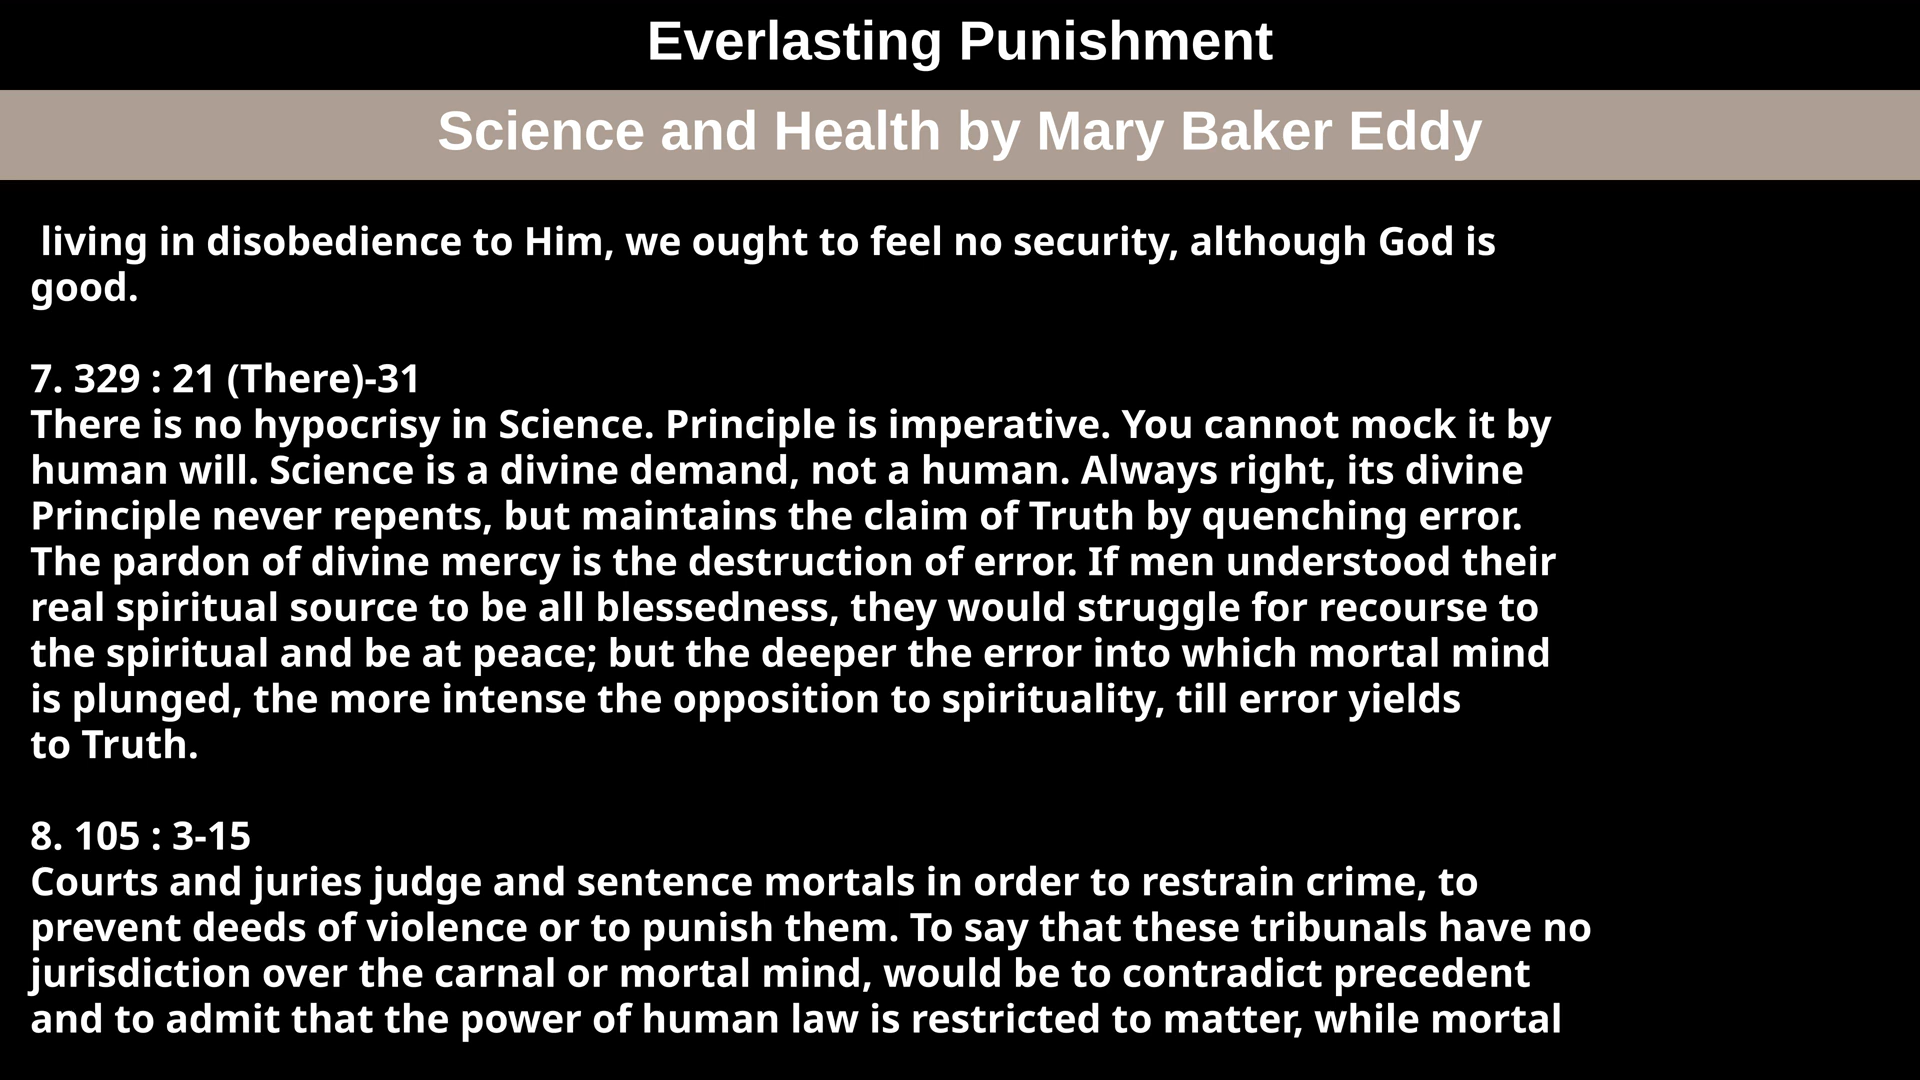 Everlasting Punishment
Science and Health by Mary Baker Eddy
living in disobedience to Him, we ought to feel no security, although God is
good.
7. 329 : 21 (There)-31
There is no hypocrisy in Science. Principle is imperative. You cannot mock it by
human will. Science is a divine demand, not a human. Always right, its divine
Principle never repents, but maintains the claim of Truth by quenching error.
The pardon of divine mercy is the destruction of error. If men understood their
real spiritual source to be all blessedness, they would struggle for recourse to
the spiritual and be at peace; but the deeper the error into which mortal mind
is plunged, the more intense the opposition to spirituality, till error yields
to Truth.
8. 105 : 3-15
Courts and juries judge and sentence mortals in order to restrain crime, to
prevent deeds of violence or to punish them. To say that these tribunals have no
jurisdiction over the carnal or mortal mind, would be to contradict precedent
and to admit that the power of human law is restricted to matter, while mortal